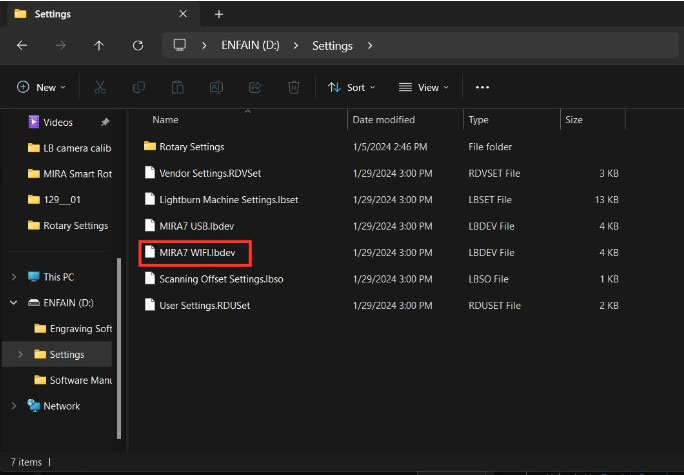 Settings
ENFAIN (D:) Settings
New Sort View
Name Date modified Type Size
Videos
LB camera calib
MIRA Smart Rot
129__01
Rotary Settings
This PC
ENFAIN (D:)
Engraving Soft
Settings
Software Manu
Network
Rotary Settings 1/5/2024 2:46 PM File folder
Vendor Settings.RDVSet 1/29/2024 3:00 PM RDVSET File 3 KB
Lightburn Machine Settings.lbset 1/29/2024 3:00 PM LBSET File 13 KB
MIRA7 USB.lbdev 1/29/2024 3:00 PM LBDEV File 4 KB
MIRA7 WIFI.lbdev 1/29/2024 3:00 PM LBDEV File 4 KB
Scanning Offset Settings.lbso 1/29/2024 3:00 PM LBSO File 1 KB
User Settings.RDUSet 1/29/2024 3:00 PM RDUSET File 2 KB
7 items